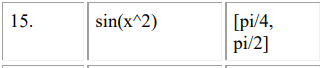 15. sin(x^2) [pi/4,
pi/2]